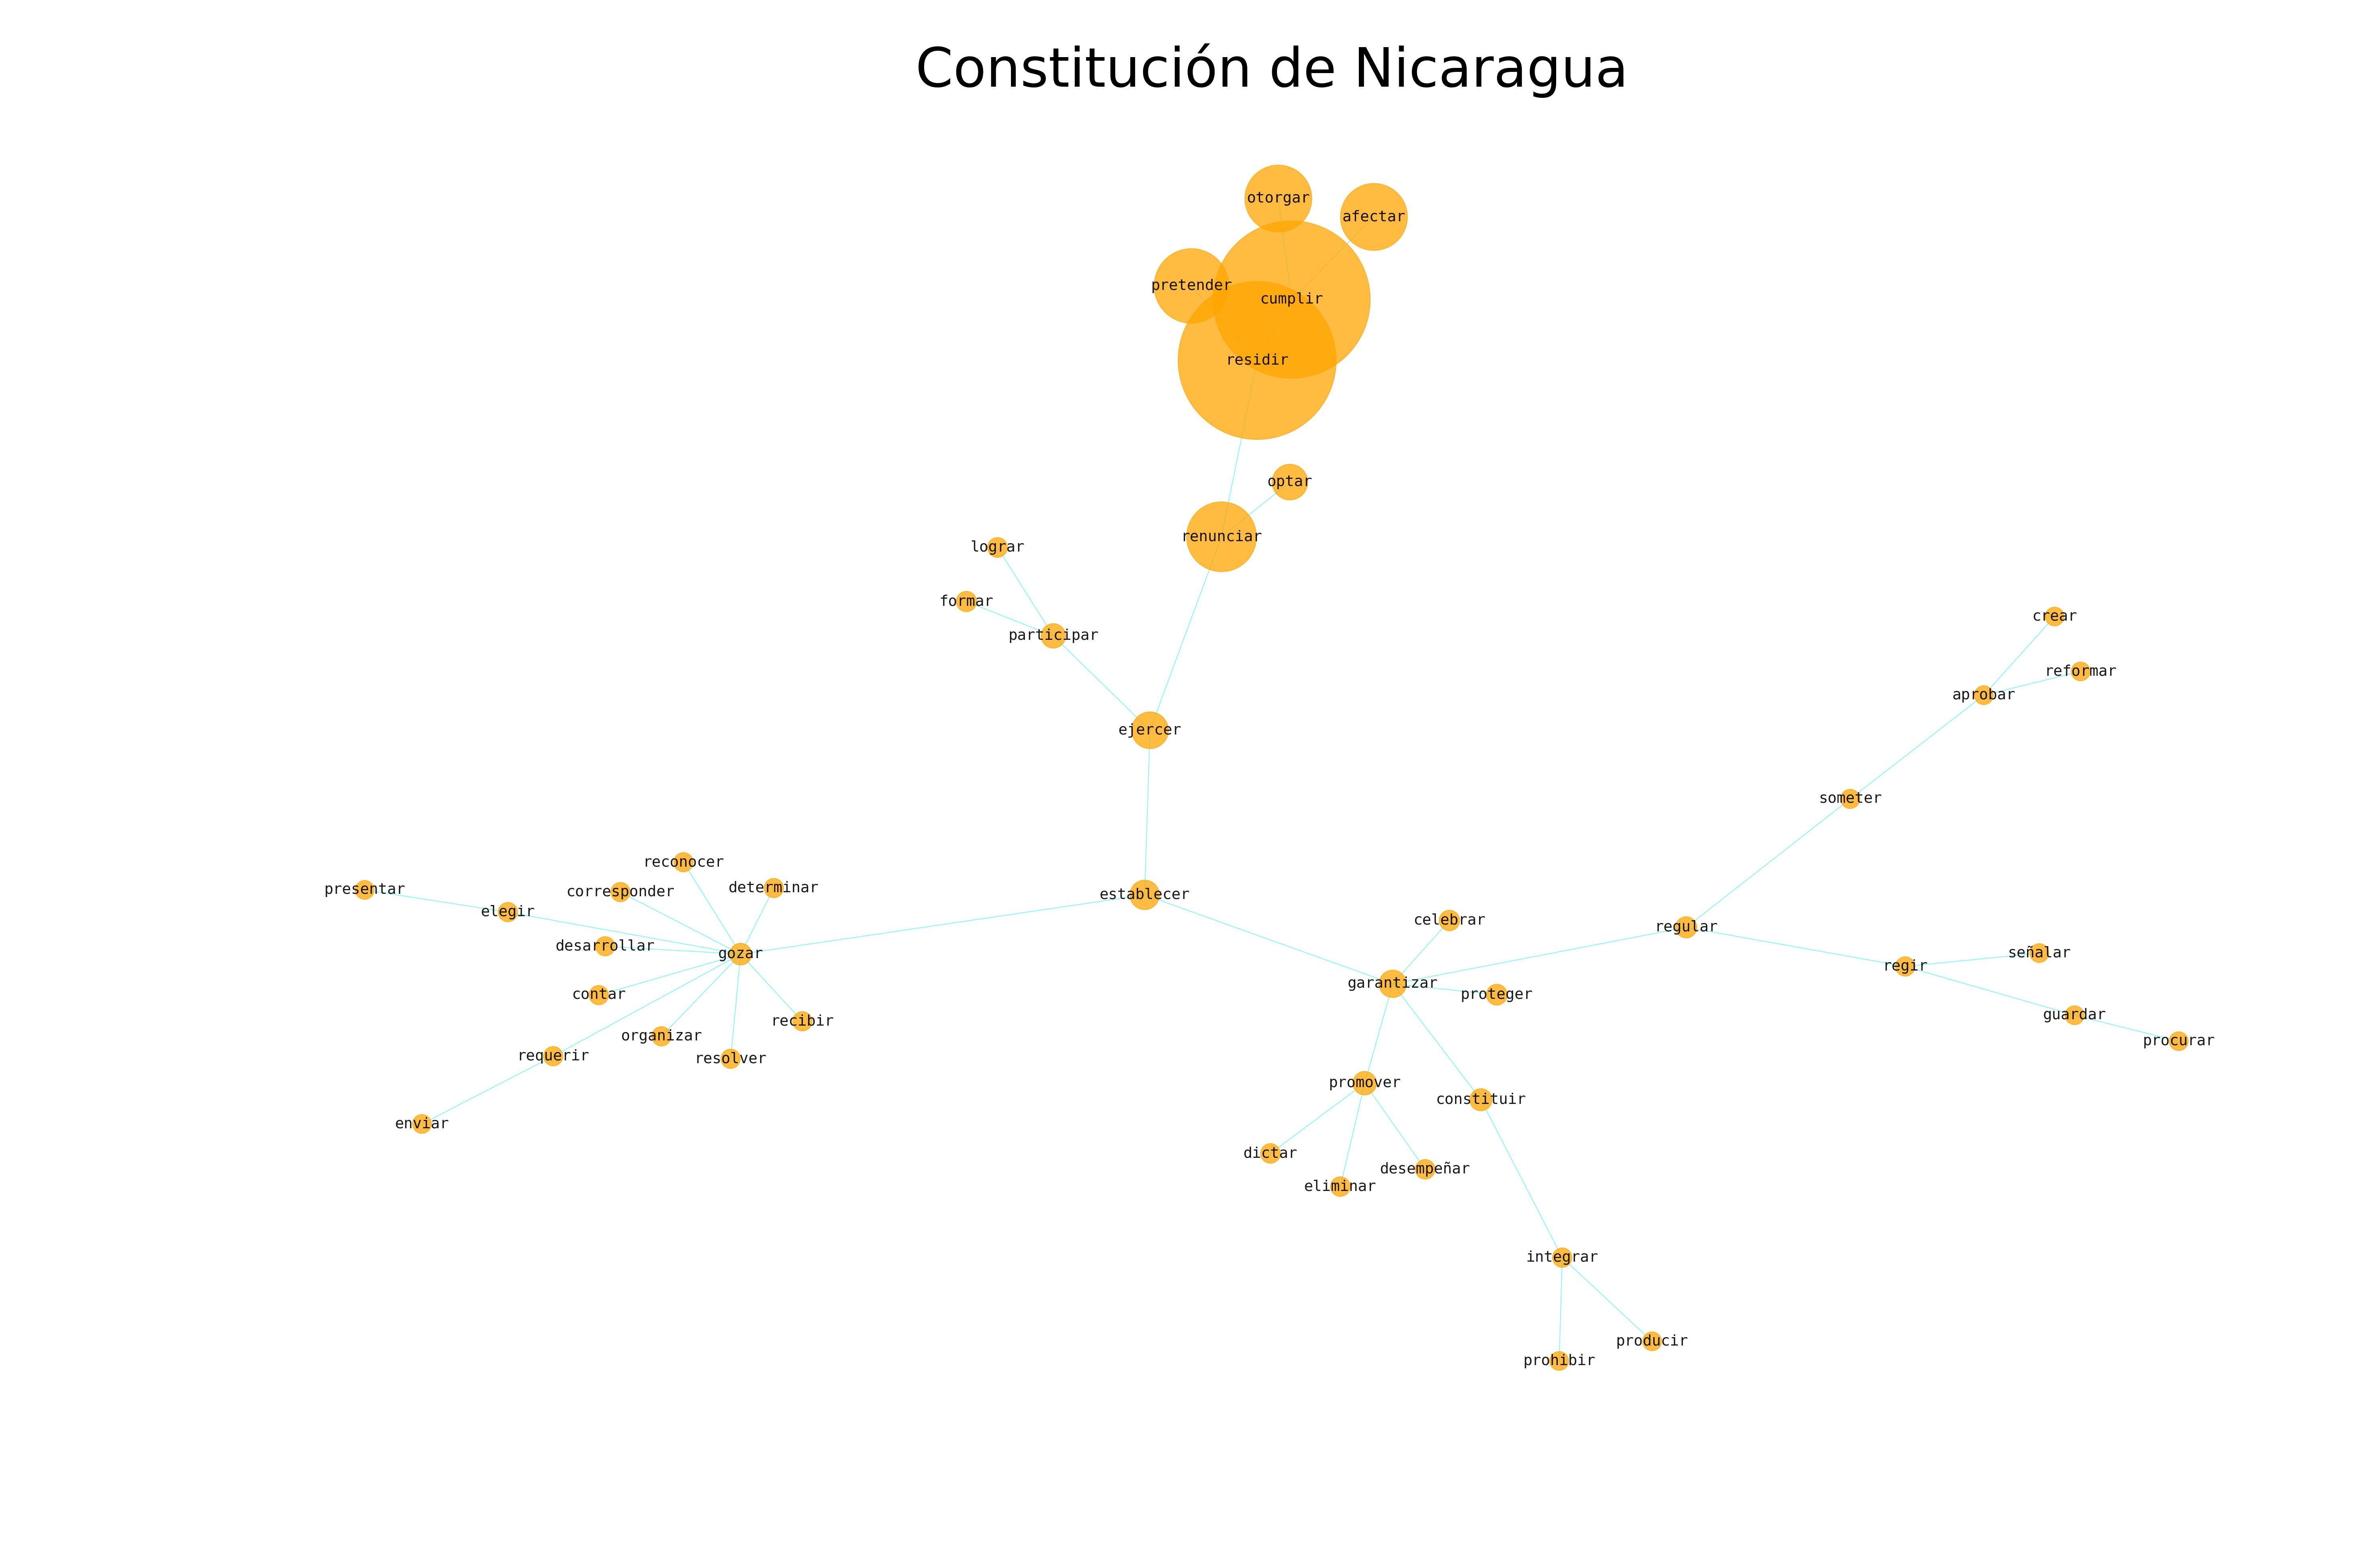 Constitución de Nicaragua
otorgar
afectar
pretender
cumplir
residir
optar
renunciar
lograr
formar
participar
crear
reformar
aprobar
ejercer
someter
reconocer
determinar
presentar
corresponder
establecer
elegir
celebrar
regular
desarrollar
gozar
señalar
regir
garantizar
contar
proteger
guardar
recibir
organizar
procurar
requerir
resolver
promover
constituir
enviar
dictar
desempeñar
eliminar
integrar
producir
prohibir